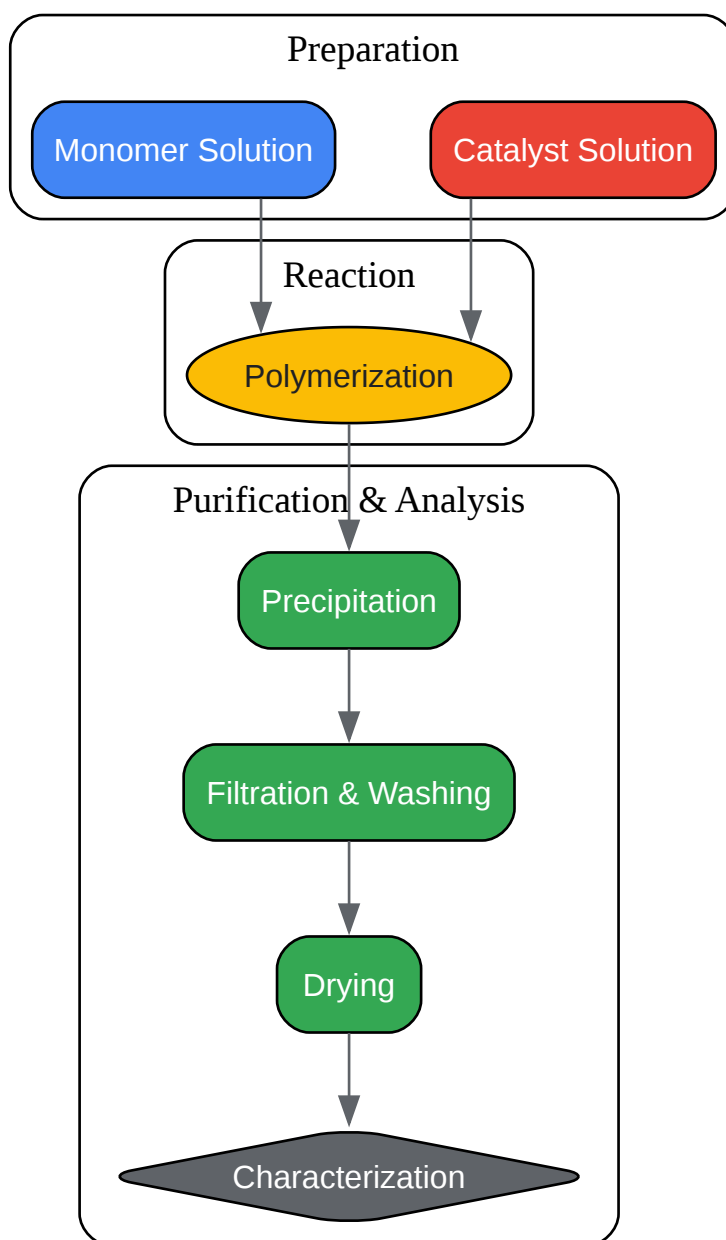 Preparation
Monomer Solution
Catalyst Solution
Reaction
Polymerization
Purification & Analysis
Precipitation
Filtration & Washing
Drying
Characterization